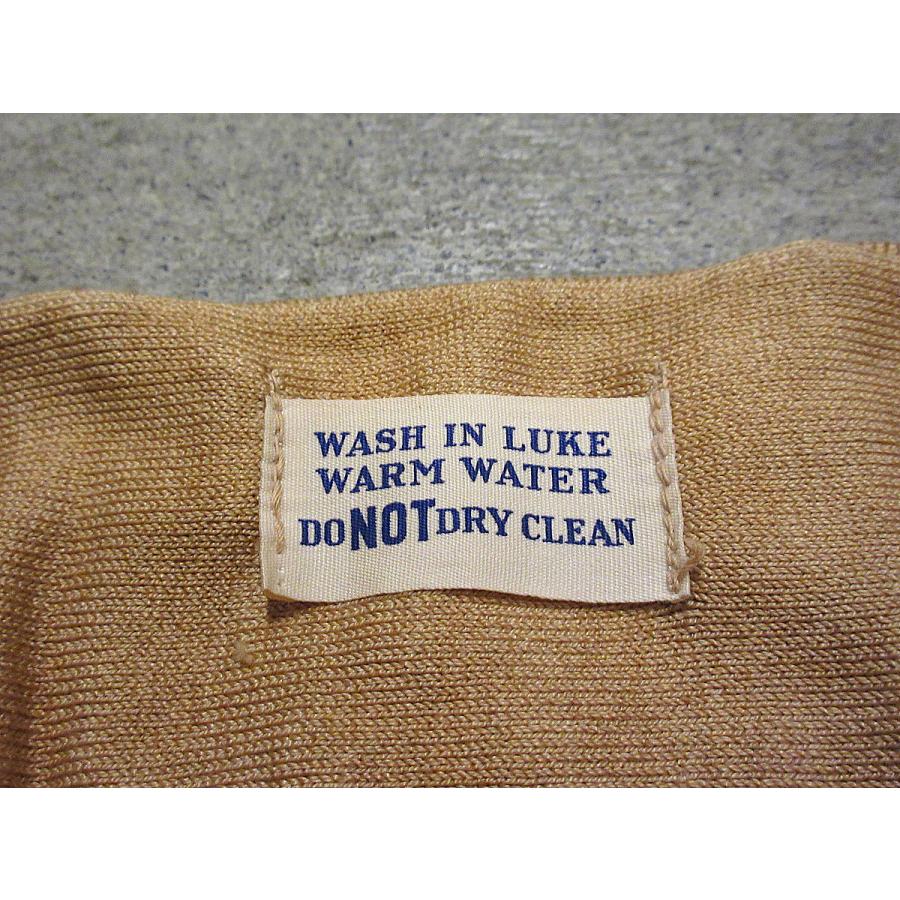 WASH IN LUKE
WARM WATER
DO NOT DRY CLEAN